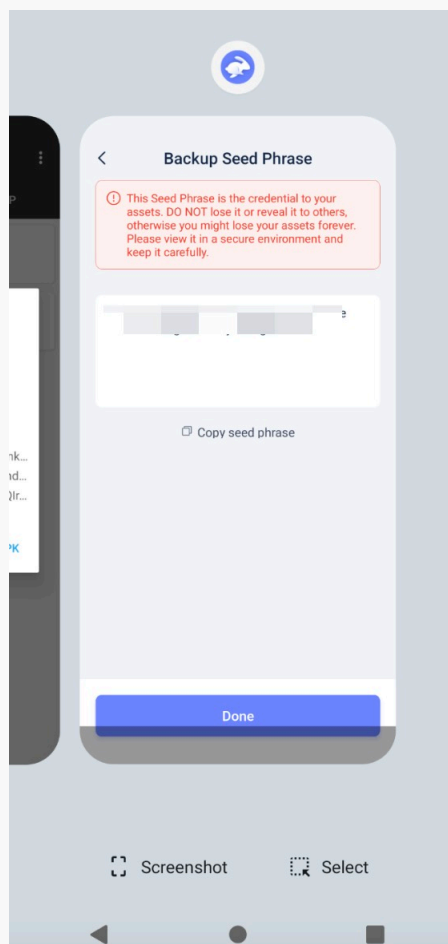 Backup Seed Phrase
This Seed Phrase is the credential to your
assets. DO NOT lose it or reveal it to others,
otherwise you might lose your assets forever.
Please view it in a secure environment and
keep it carefully.
Copy seed phrase
Done
Screenshot
Select